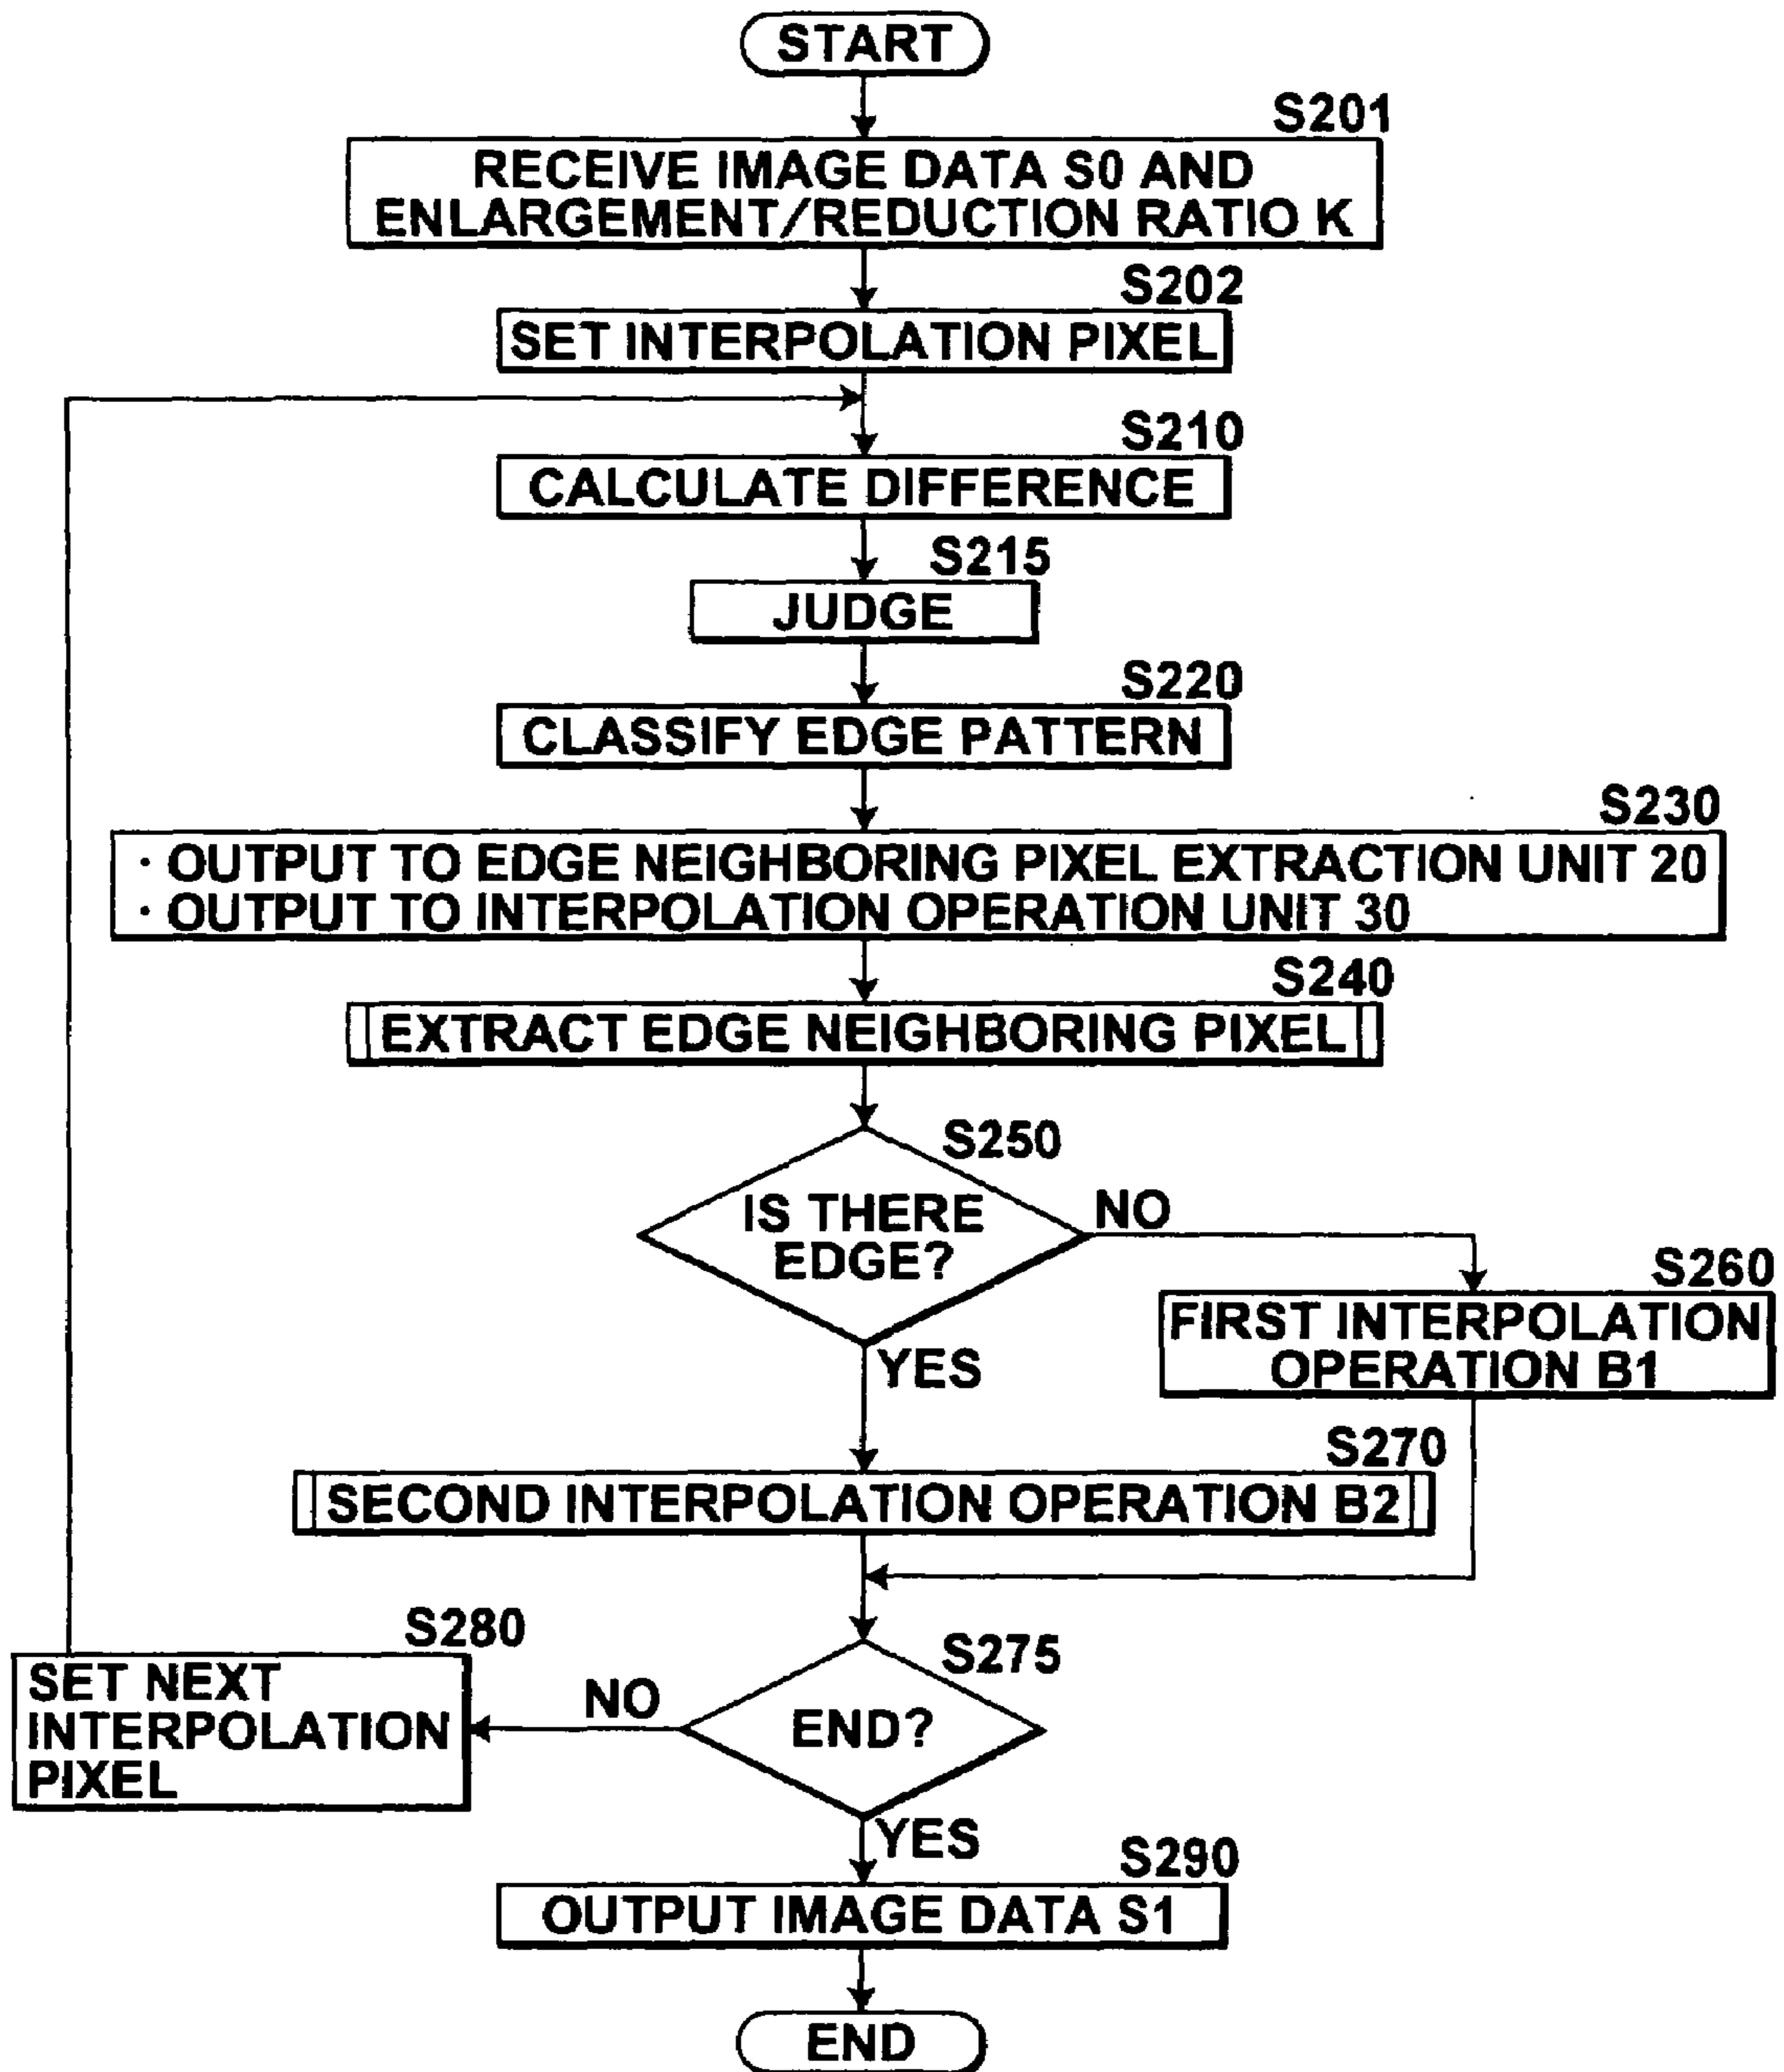 START
S201
RECEIVE IMAGE DATA S0 AND
ENLARGEMENT/REDUCTION RATIO K
S202
SET INTERPOLATION PIXEL
S210
CALCULATE DIFFERENCE
S215
JUDGE
S220
CLASSIFY EDGE PATTERN
S230
· OUTPUT TO EDGE NEIGHBORING PIXEL EXTRACTION UNIT 20
· OUTPUT TO INTERPOLATION OPERATION UNIT 30
S240
EXTRACT EDGE NEIGHBORING PIXEL
S250
IS THERE
EDGE?
NO
YES
S260
FIRST INTERPOLATION
OPERATION B1
S270
SECOND INTERPOLATION OPERATION B2
S275
END?
NO
S280
SET NEXT
INTERPOLATION
PIXEL
YES
S290
OUTPUT IMAGE DATA S1
END